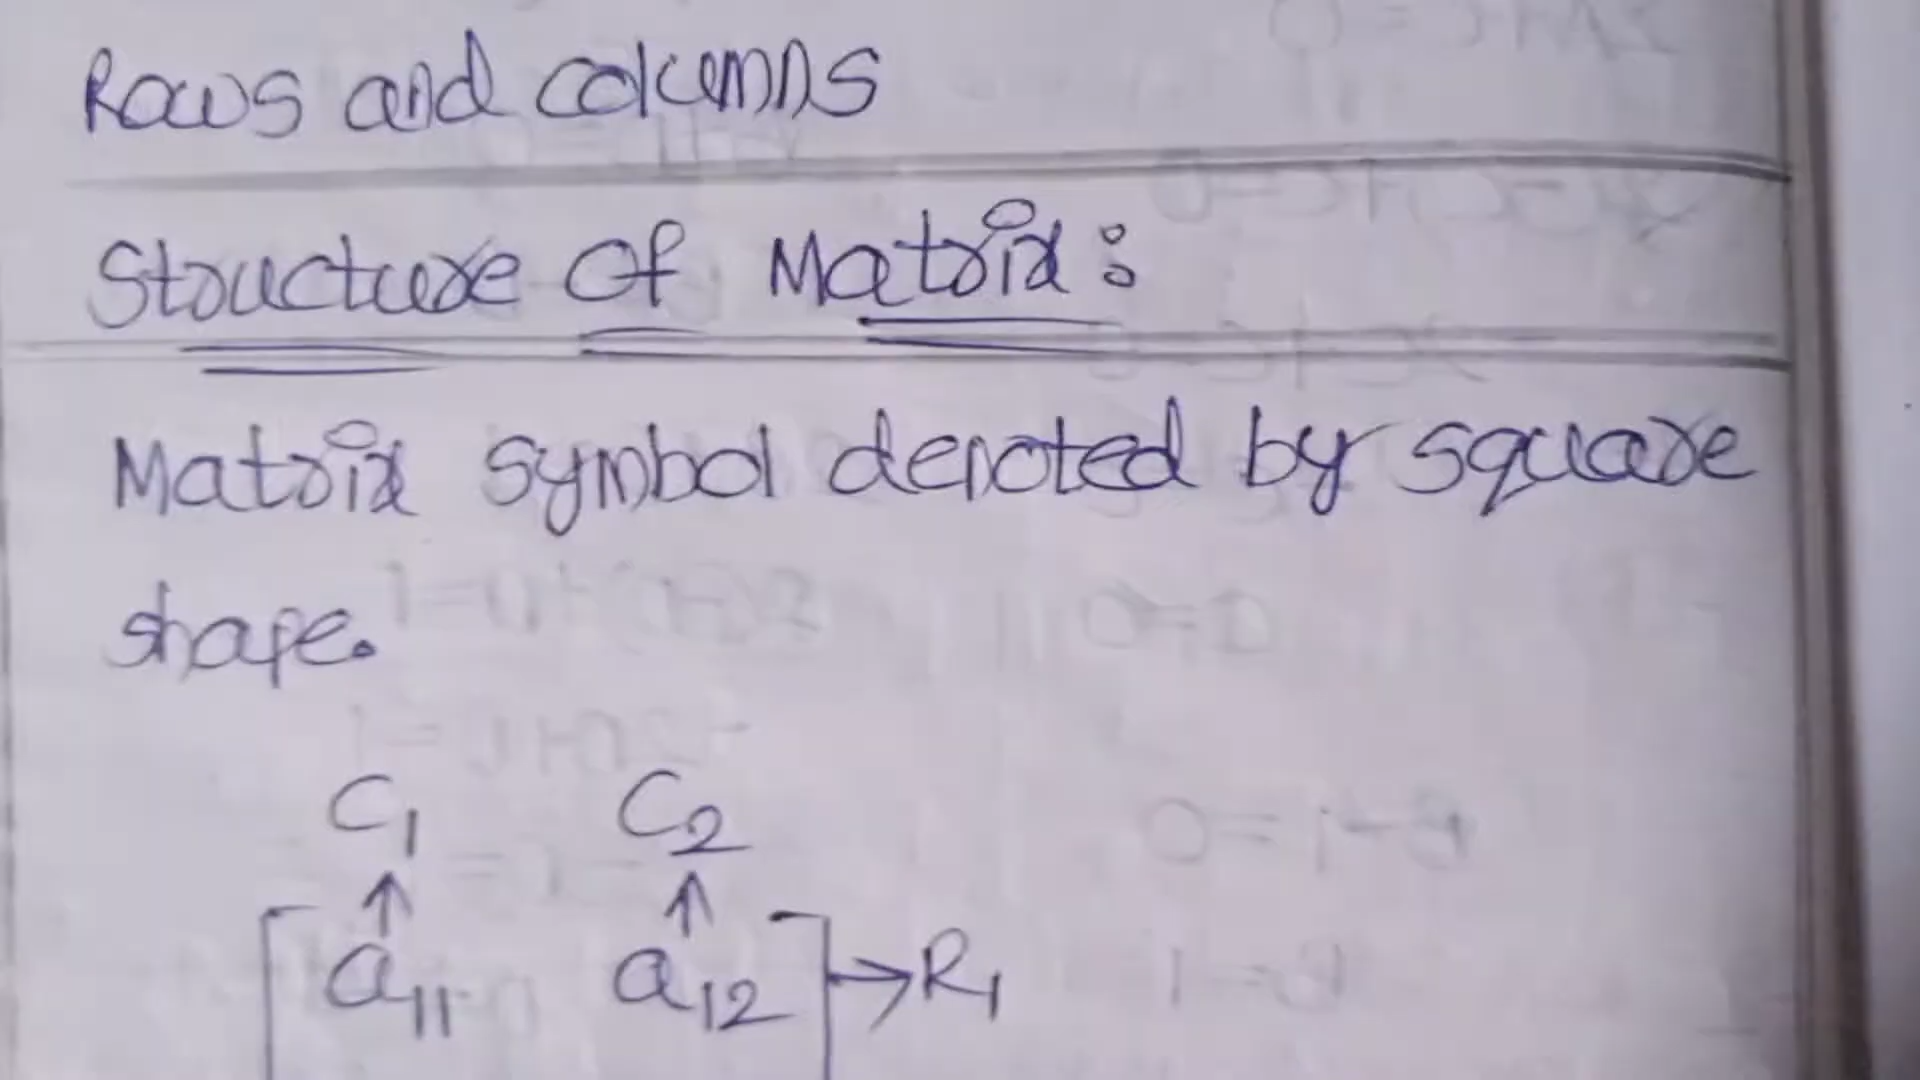 Rows and columns
Structure of Matrix:
Matrix symbol denoted by square
shape.
C₁ C₂
↑ ↑
[a₁₁ a₁₂] → R₁